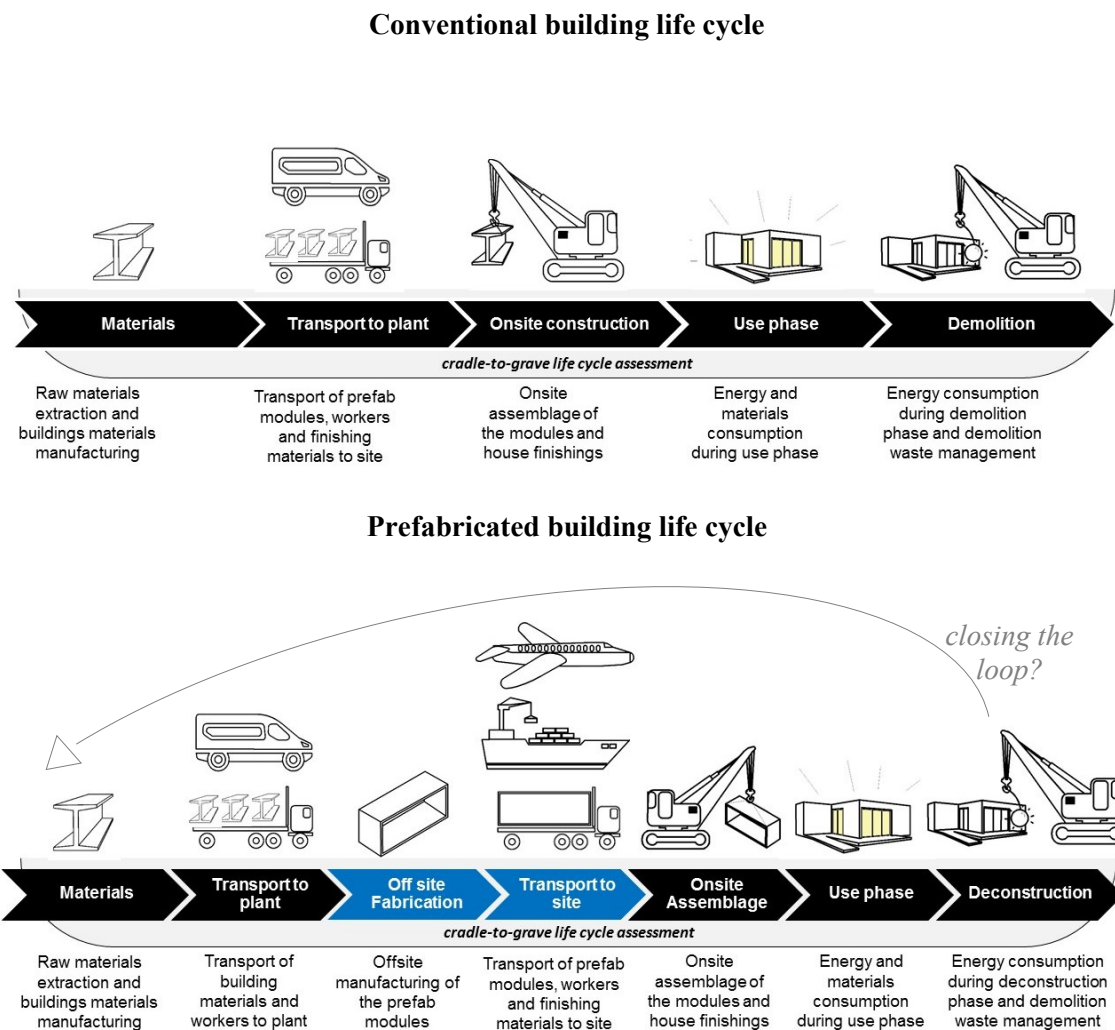 Conventional building life cycle
Materials
Transport to plant
Onsite construction
Use phase
Demolition
cradle-to-grave life cycle assessment
Raw materials
extraction and
buildings materials
manufacturing
Transport of prefab
modules, workers
and finishing
materials to site
Onsite
assemblage of
the modules and
house finishings
Energy and
materials
consumption
during use phase
Energy consumption
during demolition
phase and demolition
waste management
Prefabricated building life cycle
closing the
loop?
Materials
Transport to
plant
Off site
Fabrication
Transport to
site
Onsite
Assemblage
Use phase
Deconstruction
cradle-to-grave life cycle assessment
Raw materials
extraction and
buildings materials
manufacturing
Transport of
building
materials and
workers to plant
Offsite
manufacturing of
the prefab
modules
Transport of prefab
modules, workers
and finishing
materials to site
Onsite
assemblage of
the modules and
house finishings
Energy and
materials
consumption
during use phase
Energy consumption
during deconstruction
phase and demolition
waste management